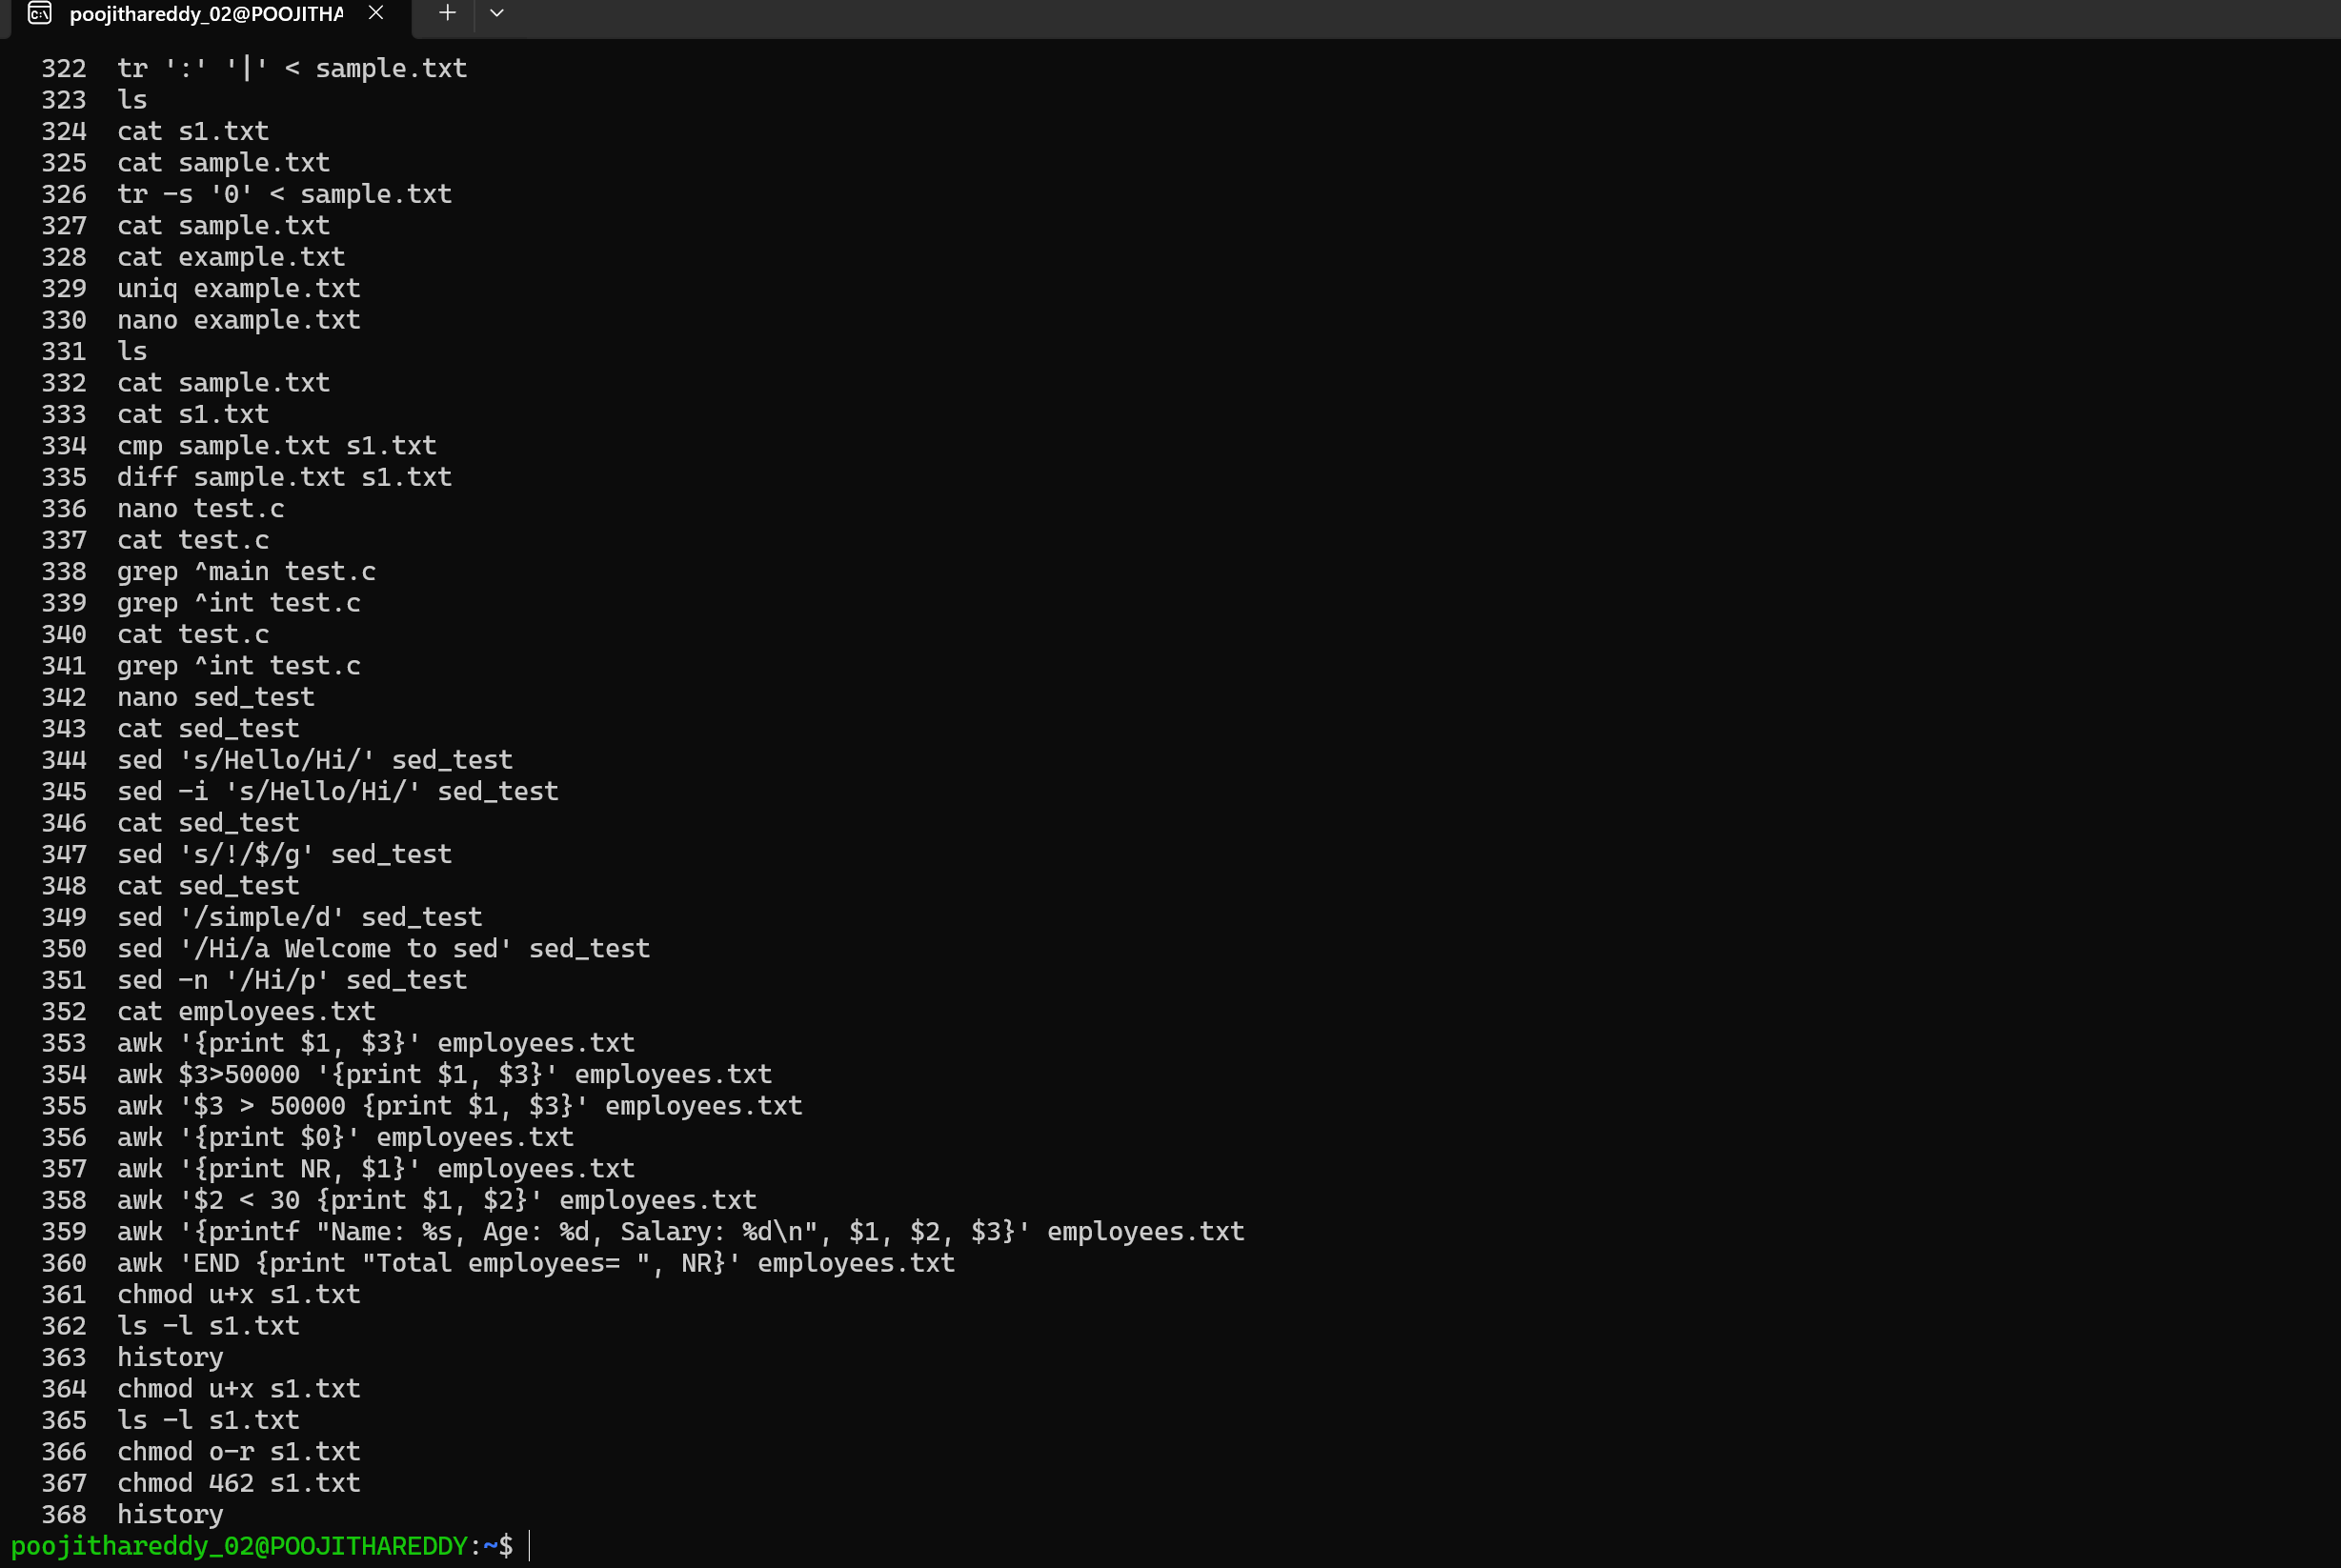 poojithareddy_02@POOJITHA
322 tr ':' '|' < sample.txt
323 ls
324 cat s1.txt
325 cat sample.txt
326 tr -s '0' < sample.txt
327 cat sample.txt
328 cat example.txt
329 uniq example.txt
330 nano example.txt
331 ls
332 cat sample.txt
333 cat s1.txt
334 cmp sample.txt s1.txt
335 diff sample.txt s1.txt
336 nano test.c
337 cat test.c
338 grep ^main test.c
339 grep ^int test.c
340 cat test.c
341 grep ^int test.c
342 nano sed_test
343 cat sed_test
344 sed 's/Hello/Hi/' sed_test
345 sed -i 's/Hello/Hi/' sed_test
346 cat sed_test
347 sed 's/!/$/g' sed_test
348 cat sed_test
349 sed '/simple/d' sed_test
350 sed '/Hi/a Welcome to sed' sed_test
351 sed -n '/Hi/p' sed_test
352 cat employees.txt
353 awk '{print $1, $3}' employees.txt
354 awk $3>50000 '{print $1, $3}' employees.txt
355 awk '$3 > 50000 {print $1, $3}' employees.txt
356 awk '{print $0}' employees.txt
357 awk '{print NR, $1}' employees.txt
358 awk '$2 < 30 {print $1, $2}' employees.txt
359 awk '{printf "Name: %s, Age: %d, Salary: %d\n", $1, $2, $3}' employees.txt
360 awk 'END {print "Total employees= ", NR}' employees.txt
361 chmod u+x s1.txt
362 ls -l s1.txt
363 history
364 chmod u+x s1.txt
365 ls -l s1.txt
366 chmod o-r s1.txt
367 chmod 462 s1.txt
368 history
poojithareddy_02@POOJITHAREDDY:~$